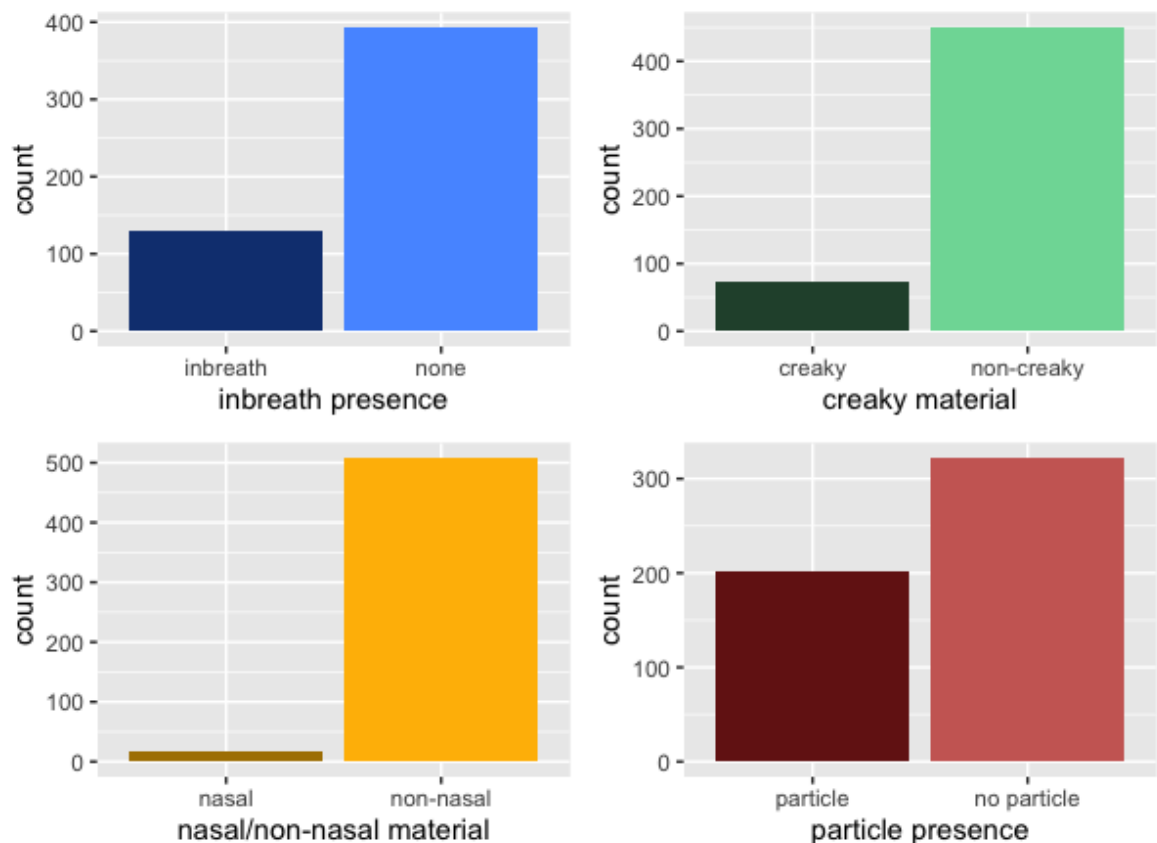 400
300
200
100
0
count
inbreath
none
inbreath presence
400
300
200
100
0
count
creaky
non-creaky
creaky material
500
400
300
200
100
0
count
nasal
non-nasal
nasal/non-nasal material
300
200
100
0
count
particle
no particle
particle presence